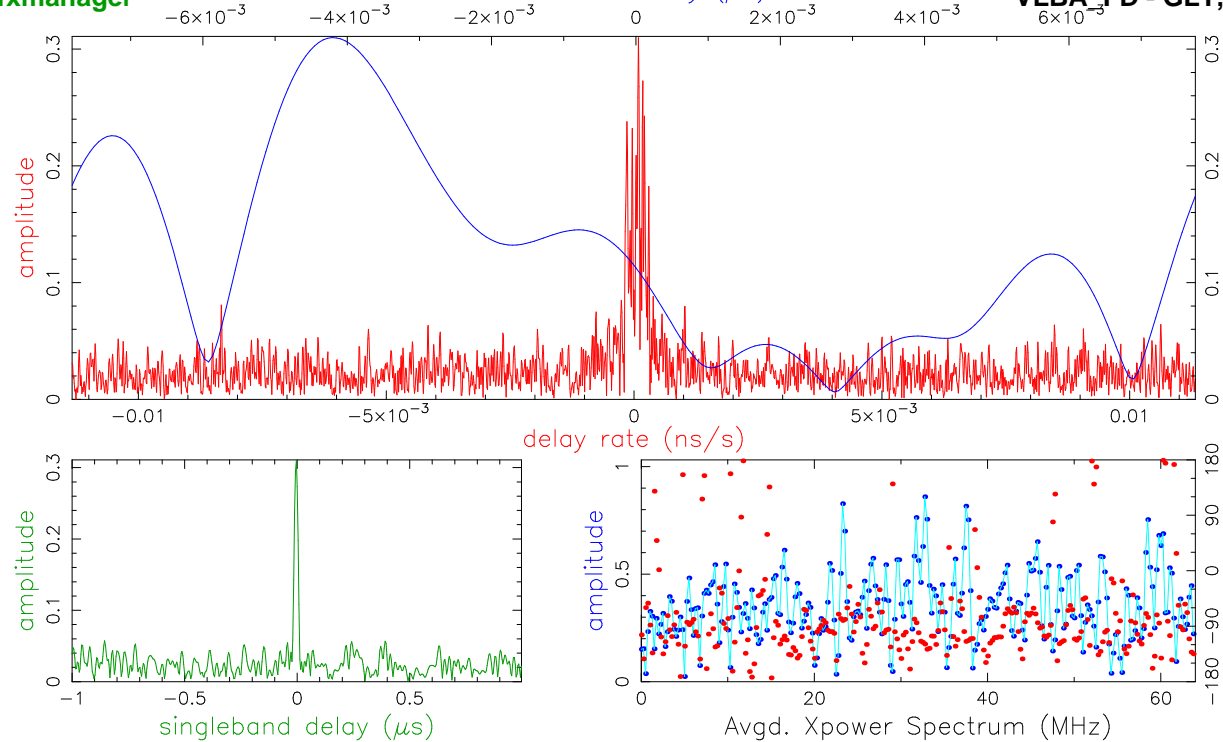 −6×10⁻³ −4×10⁻³ −2×10⁻³ 0 2×10⁻³ 4×10⁻³ 6×10⁻³
0.3 0.3
0.2 0.2
amplitude
0.1 0.1
0 0
−0.01 −5×10⁻³ 0 5×10⁻³ 0.01
delay rate (ns/s)
0.3 1 180
0.2 90
amplitude amplitude
0.5 0
0.1 −90
0 0 −180
−1 −0.5 0 0.5 0 20 40 60
singleband delay (μs) Avgd. Xpower Spectrum (MHz)